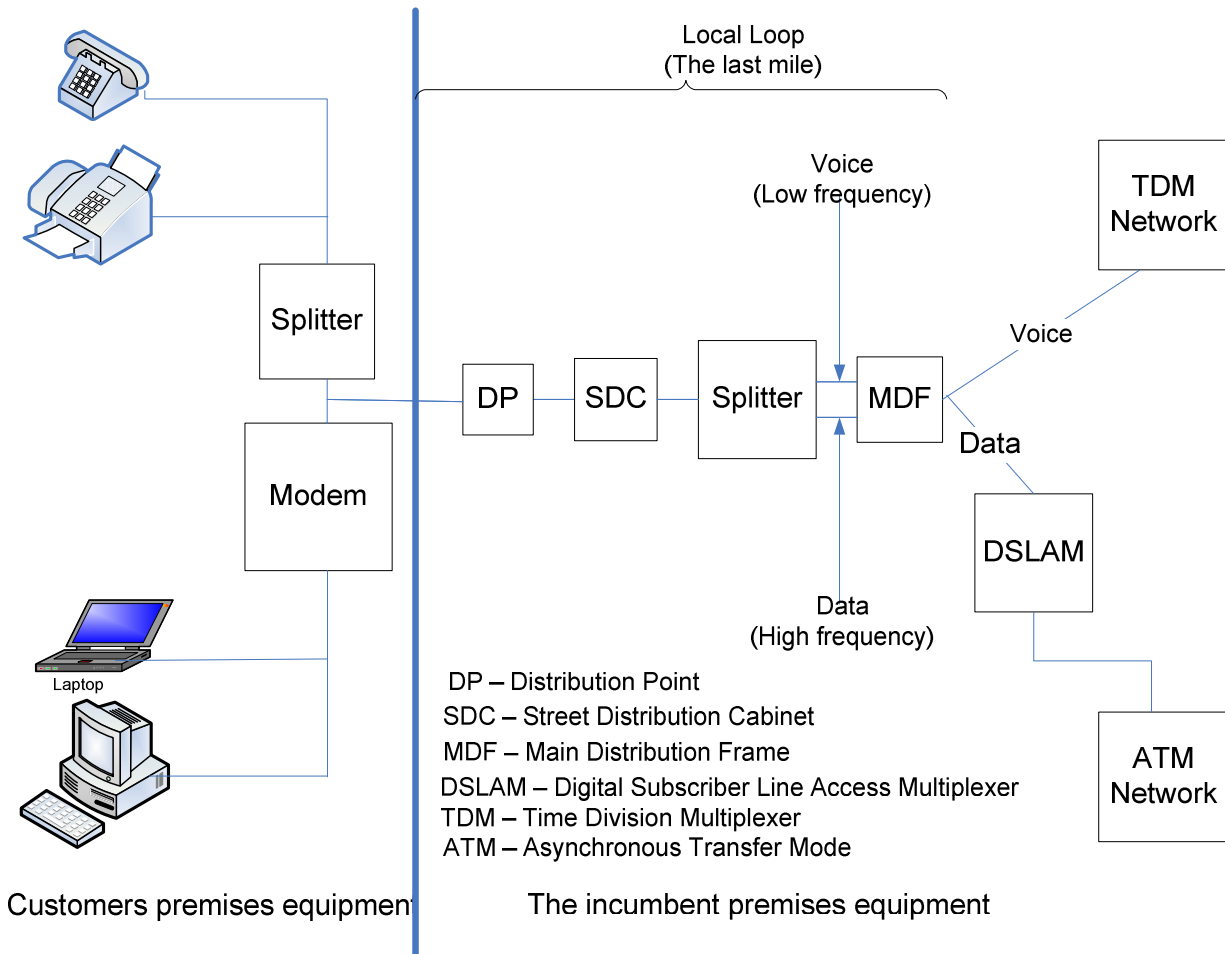 Local Loop
(The last mile)
Voice
(Low frequency)
TDM
Network
Splitter
Voice
DP
SDC
Splitter
MDF
Data
Modem
DSLAM
Data
(High frequency)
Laptop
DP – Distribution Point
SDC – Street Distribution Cabinet
MDF – Main Distribution Frame
DSLAM – Digital Subscriber Line Access Multiplexer
TDM – Time Division Multiplexer
ATM – Asynchronous Transfer Mode
ATM
Network
Customers premises equipment
The incumbent premises equipment